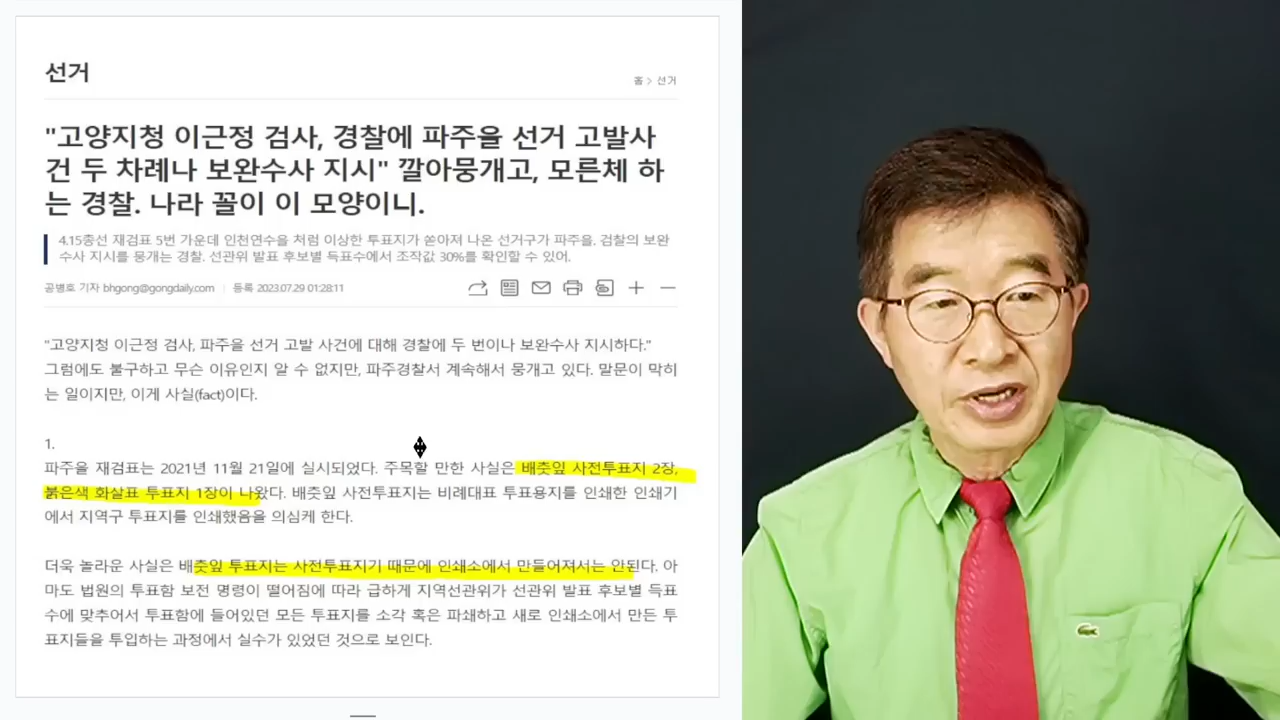 선거
홈 > 선거
"고양지청 이근정 검사, 경찰에 파주을 선거 고발사
건 두 차례나 보완수사 지시" 깔아뭉개고, 모른체 하
는 경찰. 나라 꼴이 이 모양이니.
4.15총선 재검표 5번 가운데 인천연수을 처럼 이상한 투표지가 쏟아져 나온 선거구가 파주을. 검찰의 보완
수사 지시를 뭉개는 경찰. 선관위 발표 후보별 득표수에서 조작값 30%를 확인할 수 있어.
공병호 기자 bhgong@gongdaily.com 등록 2023.07.29 01:28:11
"고양지청 이근정 검사, 파주을 선거 고발 사건에 대해 경찰에 두 번이나 보완수사 지시하다."
그럼에도 불구하고 무슨 이유인지 알 수 없지만, 파주경찰서 계속해서 뭉개고 있다. 말문이 막히
는 일이지만, 이게 사실(fact)이다.
1.
파주을 재검표는 2021년 11월 21일에 실시되었다. 주목할 만한 사실은 배춧잎 사전투표지 2장,
붉은색 화살표 투표지 1장이 나왔다. 배춧잎 사전투표지는 비례대표 투표용지를 인쇄한 인쇄기
에서 지역구 투표지를 인쇄했음을 의심케 한다.
더욱 놀라운 사실은 배춧잎 투표지는 사전투표지기 때문에 인쇄소에서 만들어져서는 안된다. 아
마도 법원의 투표함 보전 명령이 떨어짐에 따라 급하게 지역선관위가 선관위 발표 후보별 득표
수에 맞추어서 투표함에 들어있던 모든 투표지를 소각 혹은 파쇄하고 새로 인쇄소에서 만든 투
표지들을 투입하는 과정에서 실수가 있었던 것으로 보인다.